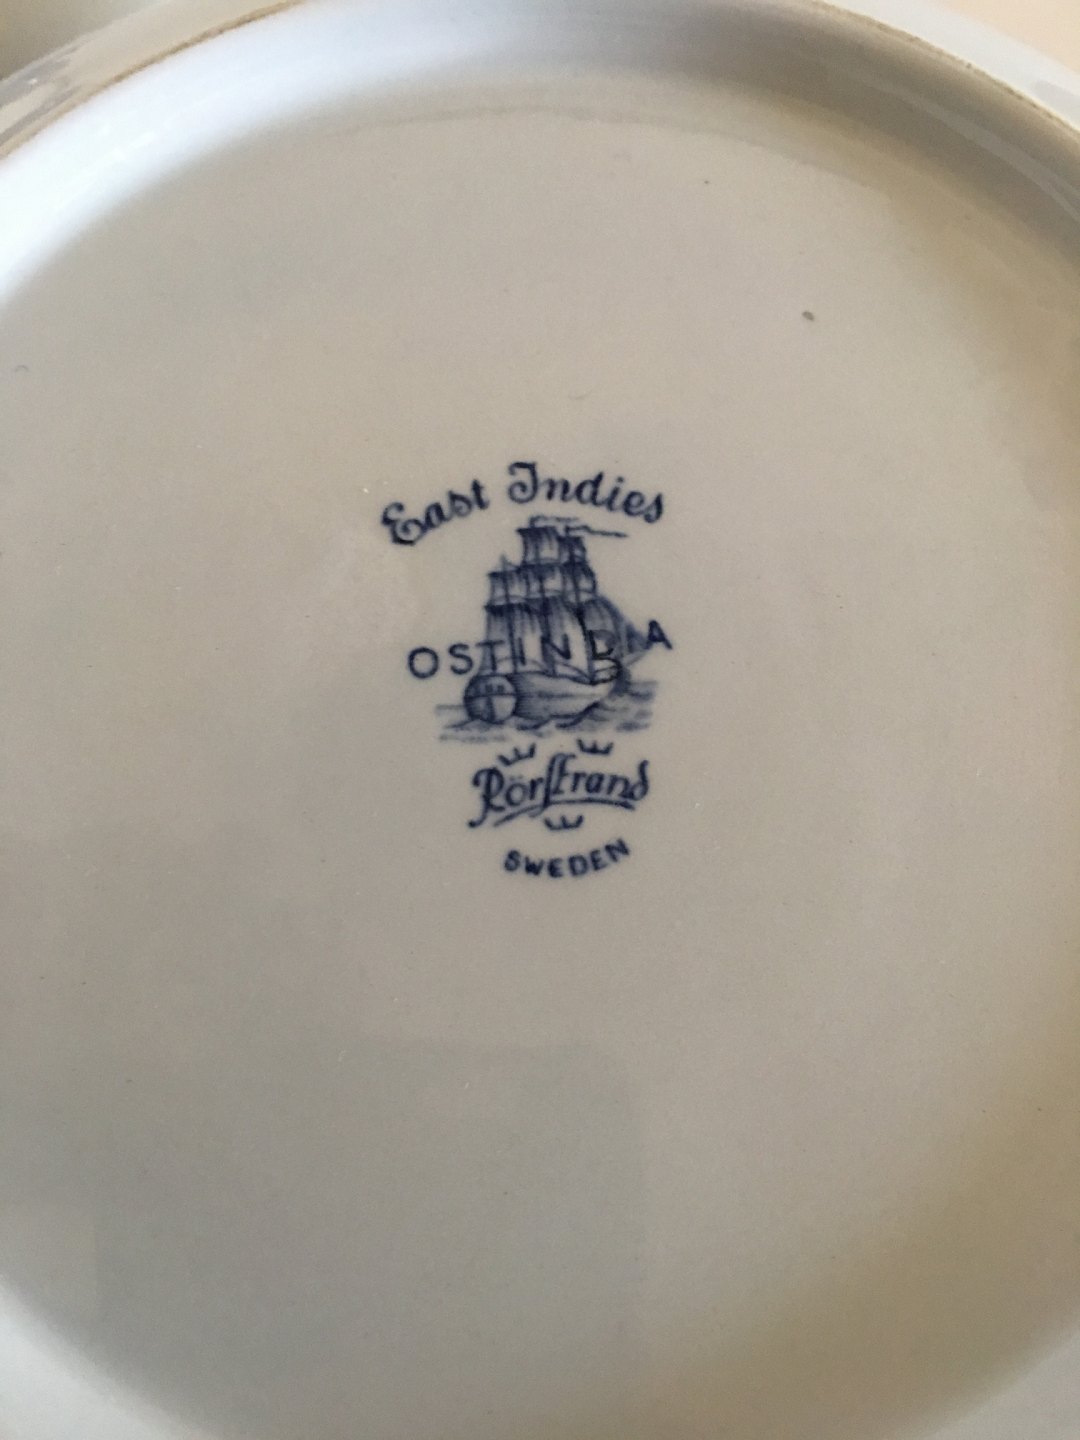 East Indies
OSTINDIA
Rörstrand
SWEDEN